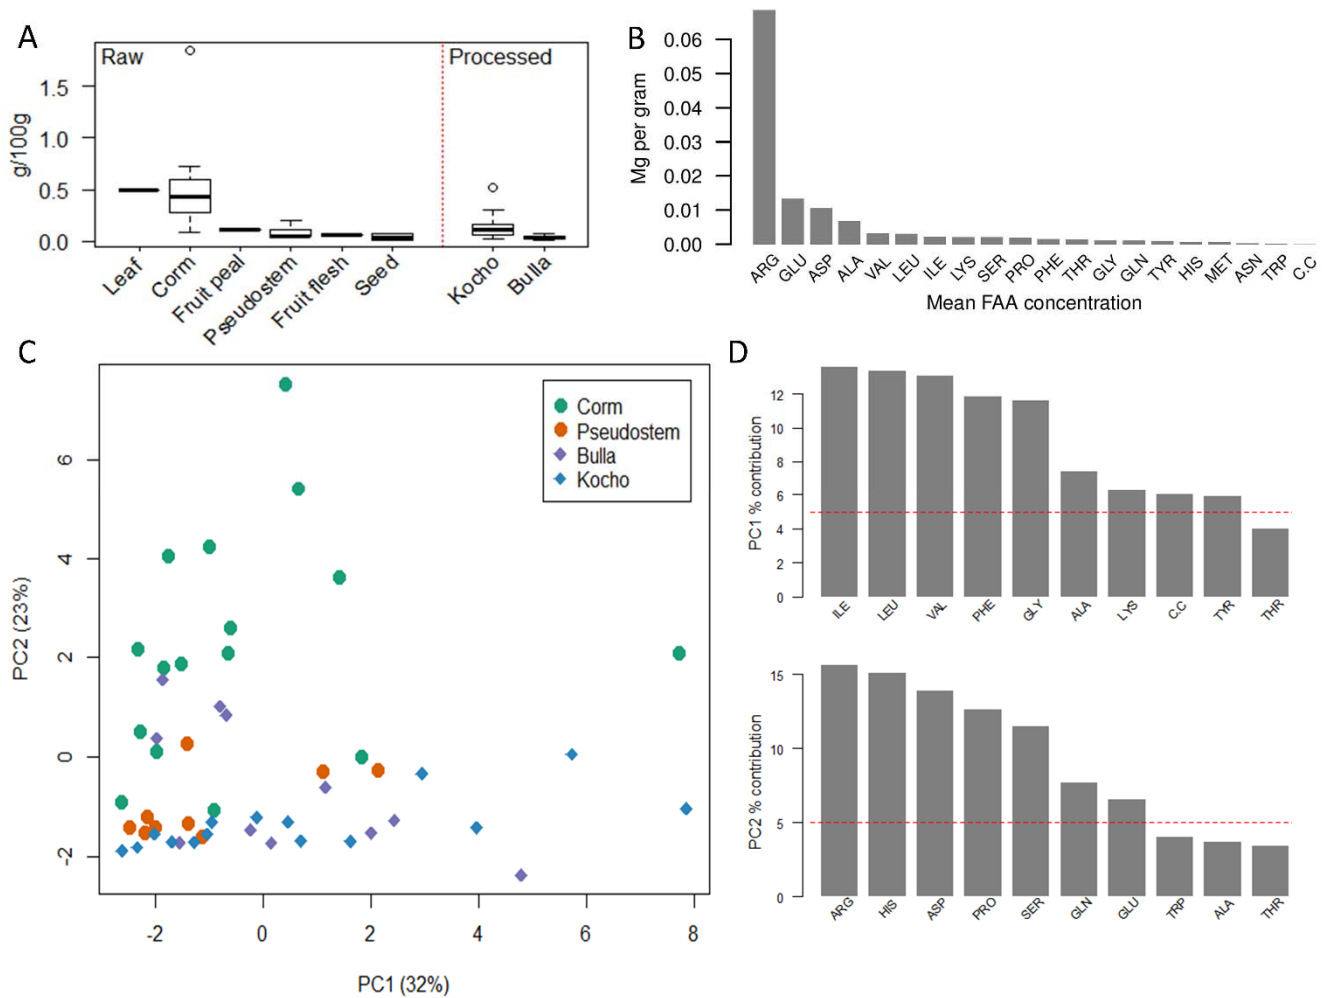 A
Raw
Processed
g/100g
1.5
1.0
0.5
0.0
Leaf
Corm
Fruit peal
Pseudostem
Fruit flesh
Seed
Kocho
Bulla
B
Mg per gram
0.06
0.05
0.04
0.03
0.02
0.01
0.00
ARG
GLU
ASP
ALA
VAL
LEU
ILE
LYS
SER
PRO
PHE
THR
GLY
GLN
TYR
HIS
MET
ASN
TRP
C.C
Mean FAA concentration
C
Corm
Pseudostem
Bulla
Kocho
PC2 (23%)
6
4
2
0
-2
-2
0
2
4
6
8
PC1 (32%)
D
PC1 % contribution
12
10
8
6
4
2
0
ILE
LEU
VAL
PHE
GLY
ALA
LYS
C.C
TYR
THR
PC2 % contribution
15
10
5
0
ARG
HIS
ASP
PRO
SER
GLN
GLU
TRP
ALA
THR